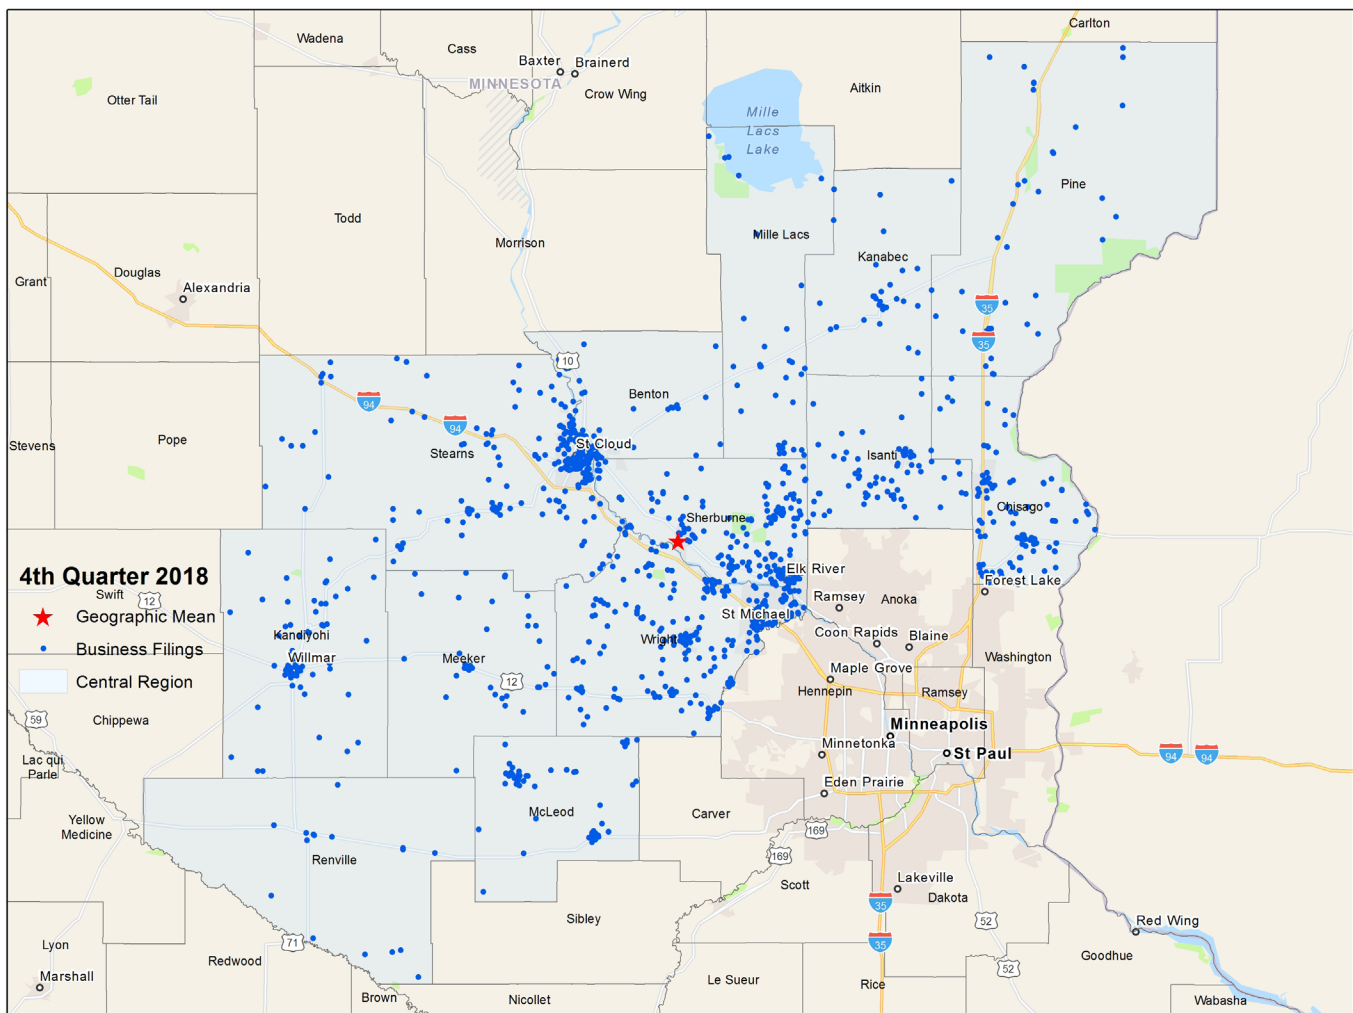 Carlton
Wadena
Cass
Baxter
Brainerd
MINNESOTA
Crow Wing
Aitkin
Otter Tail
Mille
Lacs
Lake
Pine
Todd
Morrison
Mille Lacs
Kanabec
Douglas
Grant
Alexandria
35
35
10
94
94
Benton
Stevens
Pope
Stearns
St Cloud
Isanti
Chisago
Sherburne
4th Quarter 2018
Swift
12
Geographic Mean
Business Filings
Central Region
Elk River
Forest Lake
Ramsey
Anoka
St Michael
Kandiyohi
Willmar
Meeker
Wright
12
Coon Rapids
Blaine
Washington
Maple Grove
Hennepin
Ramsey
Minneapolis
St Paul
Minnetonka
Eden Prairie
94
94
59
Chippewa
Lac qui
Parle
Yellow
Medicine
McLeod
Carver
Renville
169
169
Scott
Lakeville
Dakota
35
35
52
52
Red Wing
Goodhue
Sibley
71
Lyon
Marshall
Redwood
Brown
Nicollet
Le Sueur
Rice
Wabasha